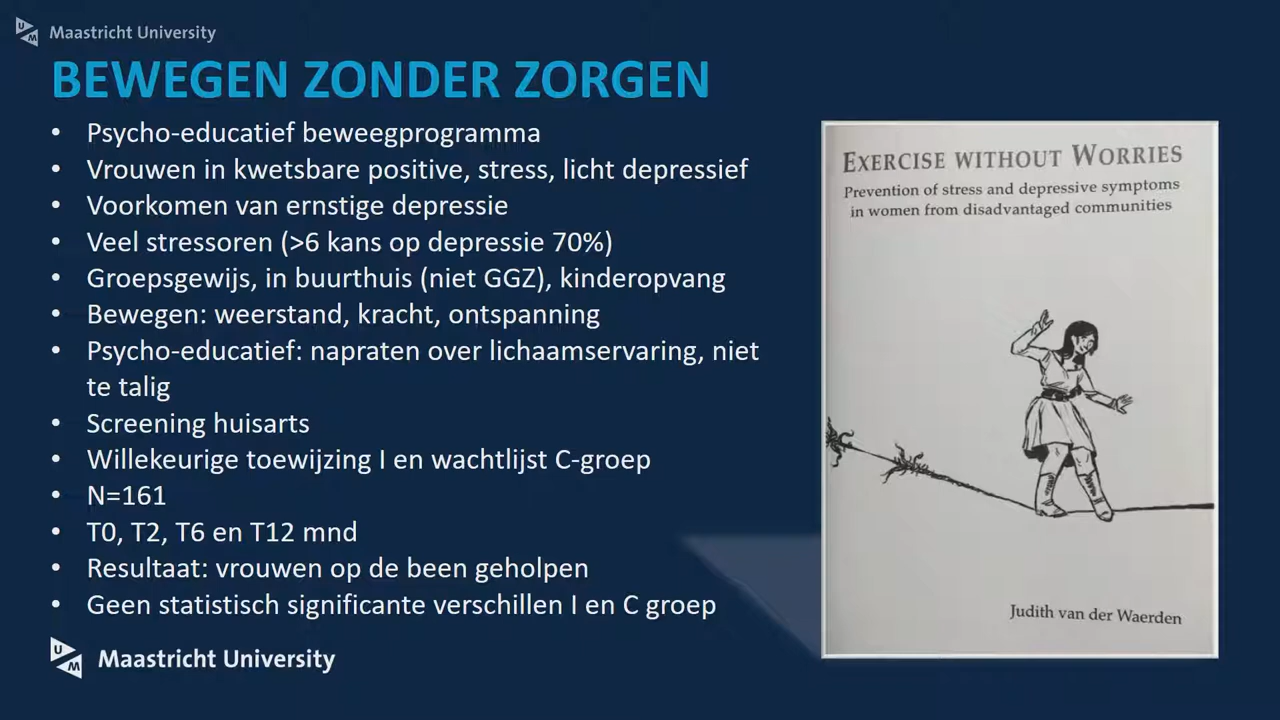 Maastricht University
BEWEGEN ZONDER ZORGEN
• Psycho-educatief beweegprogramma
• Vrouwen in kwetsbare positive, stress, licht depressief
• Voorkomen van ernstige depressie
• Veel stressoren (>6 kans op depressie 70%)
• Groepsgewijs, in buurthuis (niet GGZ), kinderopvang
• Bewegen: weerstand, kracht, ontspanning
• Psycho-educatief: napraten over lichaamservaring, niet
te talig
• Screening huisarts
• Willekeurige toewijzing I en wachtlijst C-groep
• N=161
• T0, T2, T6 en T12 mnd
• Resultaat: vrouwen op de been geholpen
• Geen statistisch significante verschillen I en C groep
UM
Maastricht University
EXERCISE WITHOUT WORRIES
Prevention of stress and depressive symptoms
in women from disadvantaged communities
Judith van der Waerden